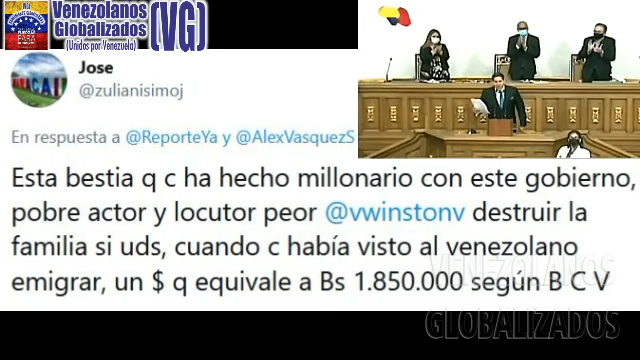 Venezolanos
Globalizados
(Unidos por Venezuela)
(VG)
Jose
@zulianisimoj
En respuesta a @ReporteYa y @AlexVasquezS
Esta bestia q c ha hecho millonario con este gobierno,
pobre actor y locutor peor @vwinstonv destruir la
familia si uds, cuando c había visto al venezolano
emigrar, un $ q equivale a Bs 1.850.000 según B C V
VENEZOLANOS
GLOBALIZADOS